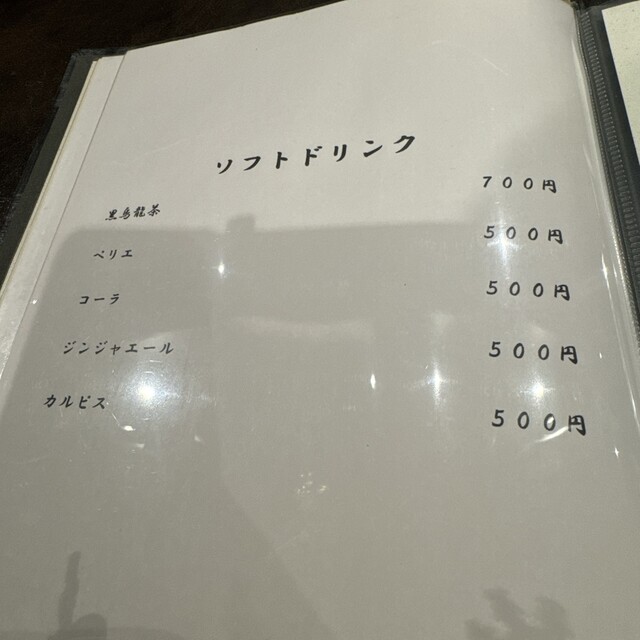 ソフトドリンク
黒烏龍茶 700円
ペリエ 500円
コーラ 500円
ジンジャエール 500円
カルピス 500円